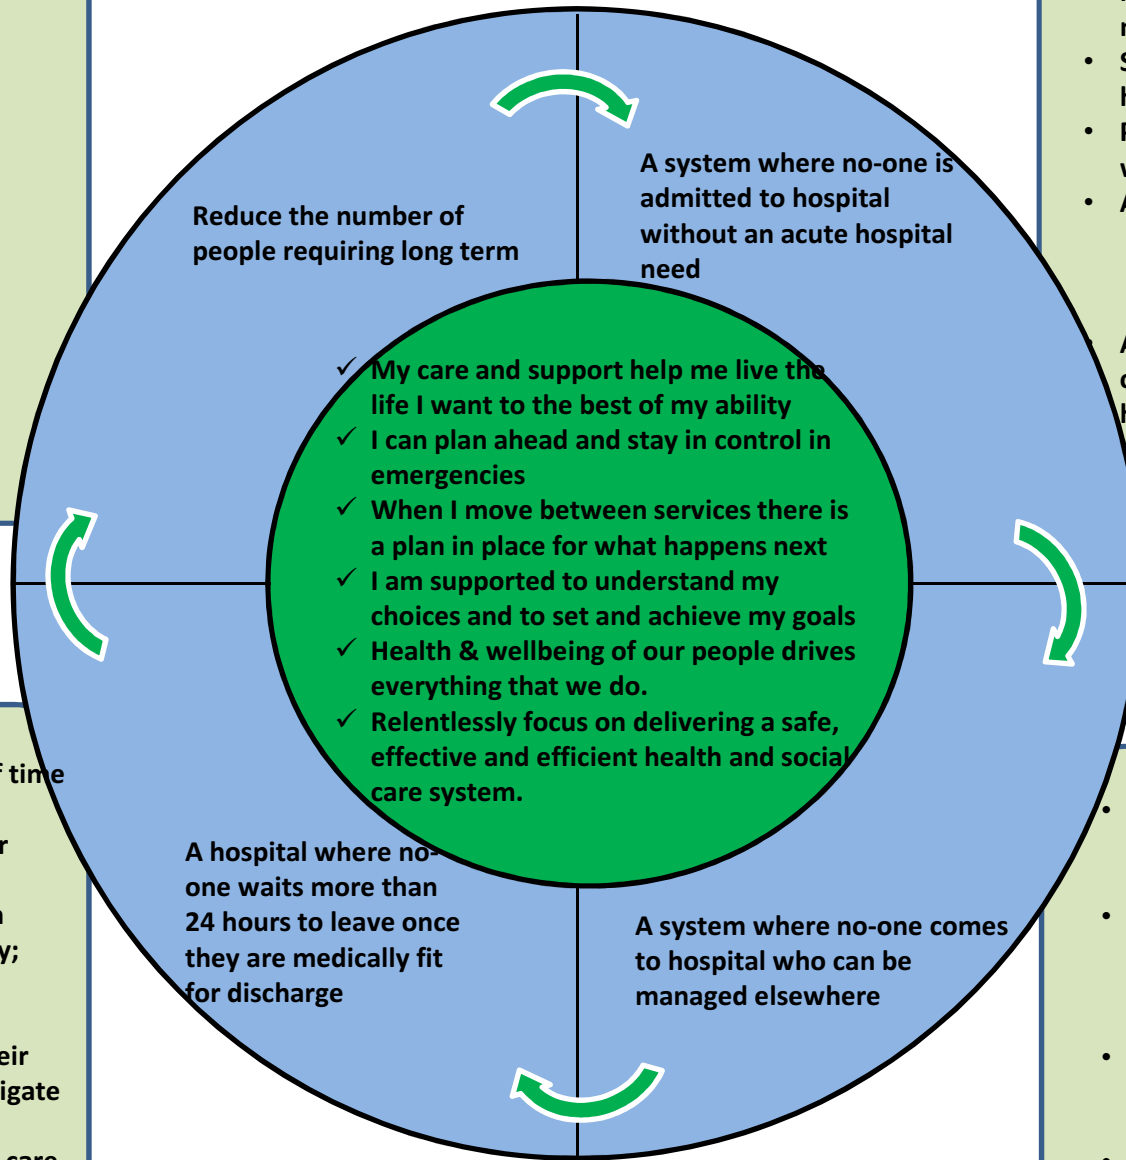 Reduce the number of
people requiring long term
A system where no-one is
admitted to hospital
without an acute hospital
need
✓ My care and support help me live the
life I want to the best of my ability
✓ I can plan ahead and stay in control in
emergencies
✓ When I move between services there is
a plan in place for what happens next
✓ I am supported to understand my
choices and to set and achieve my goals
✓ Health & wellbeing of our people drives
everything that we do.
✓ Relentlessly focus on delivering a safe,
effective and efficient health and social
care system.
A hospital where no-
one waits more than
24 hours to leave once
they are medically fit
for discharge
A system where no-one comes
to hospital who can be
managed elsewhere
time
care